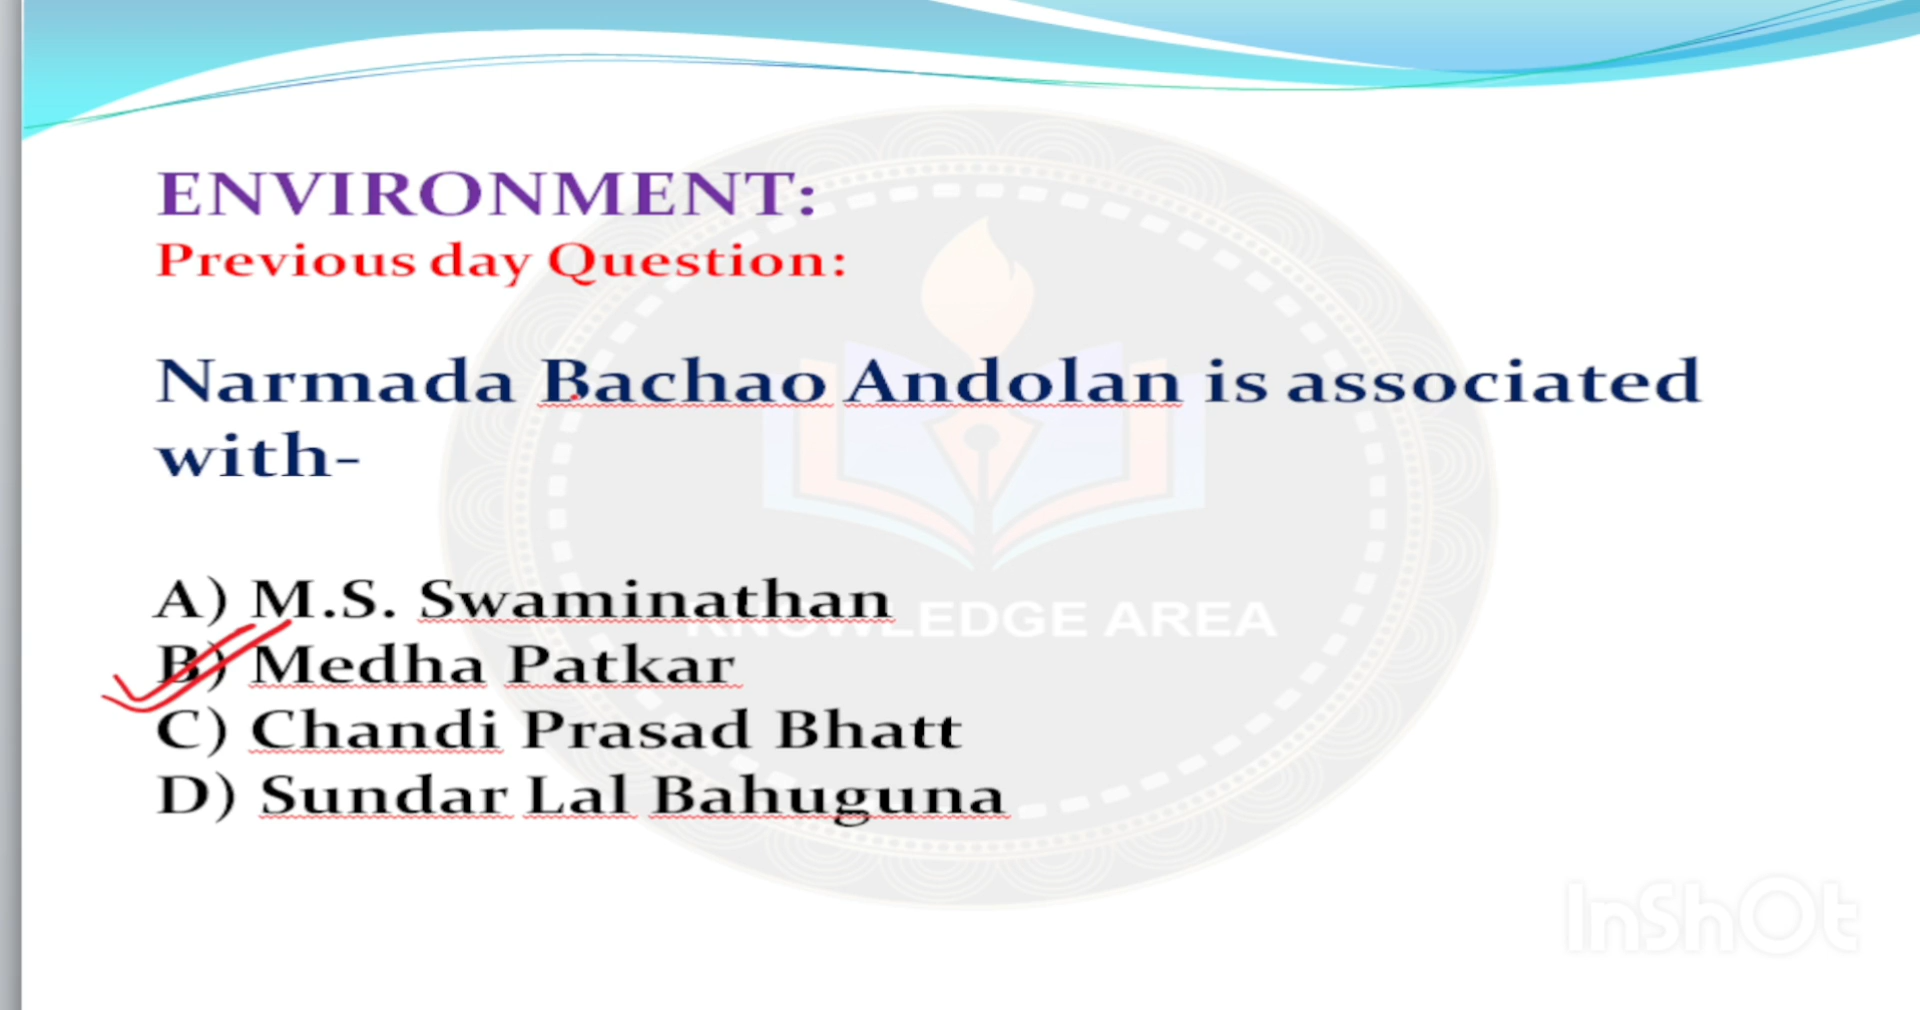 ENVIRONMENT:
Previous day Question:
Narmada Bachao Andolan is associated
with-
A) M.S. Swaminathan
KNOWLEDGE AREA
B) Medha Patkar
C) Chandi Prasad Bhatt
D) Sundar Lal Bahuguna
InShOt